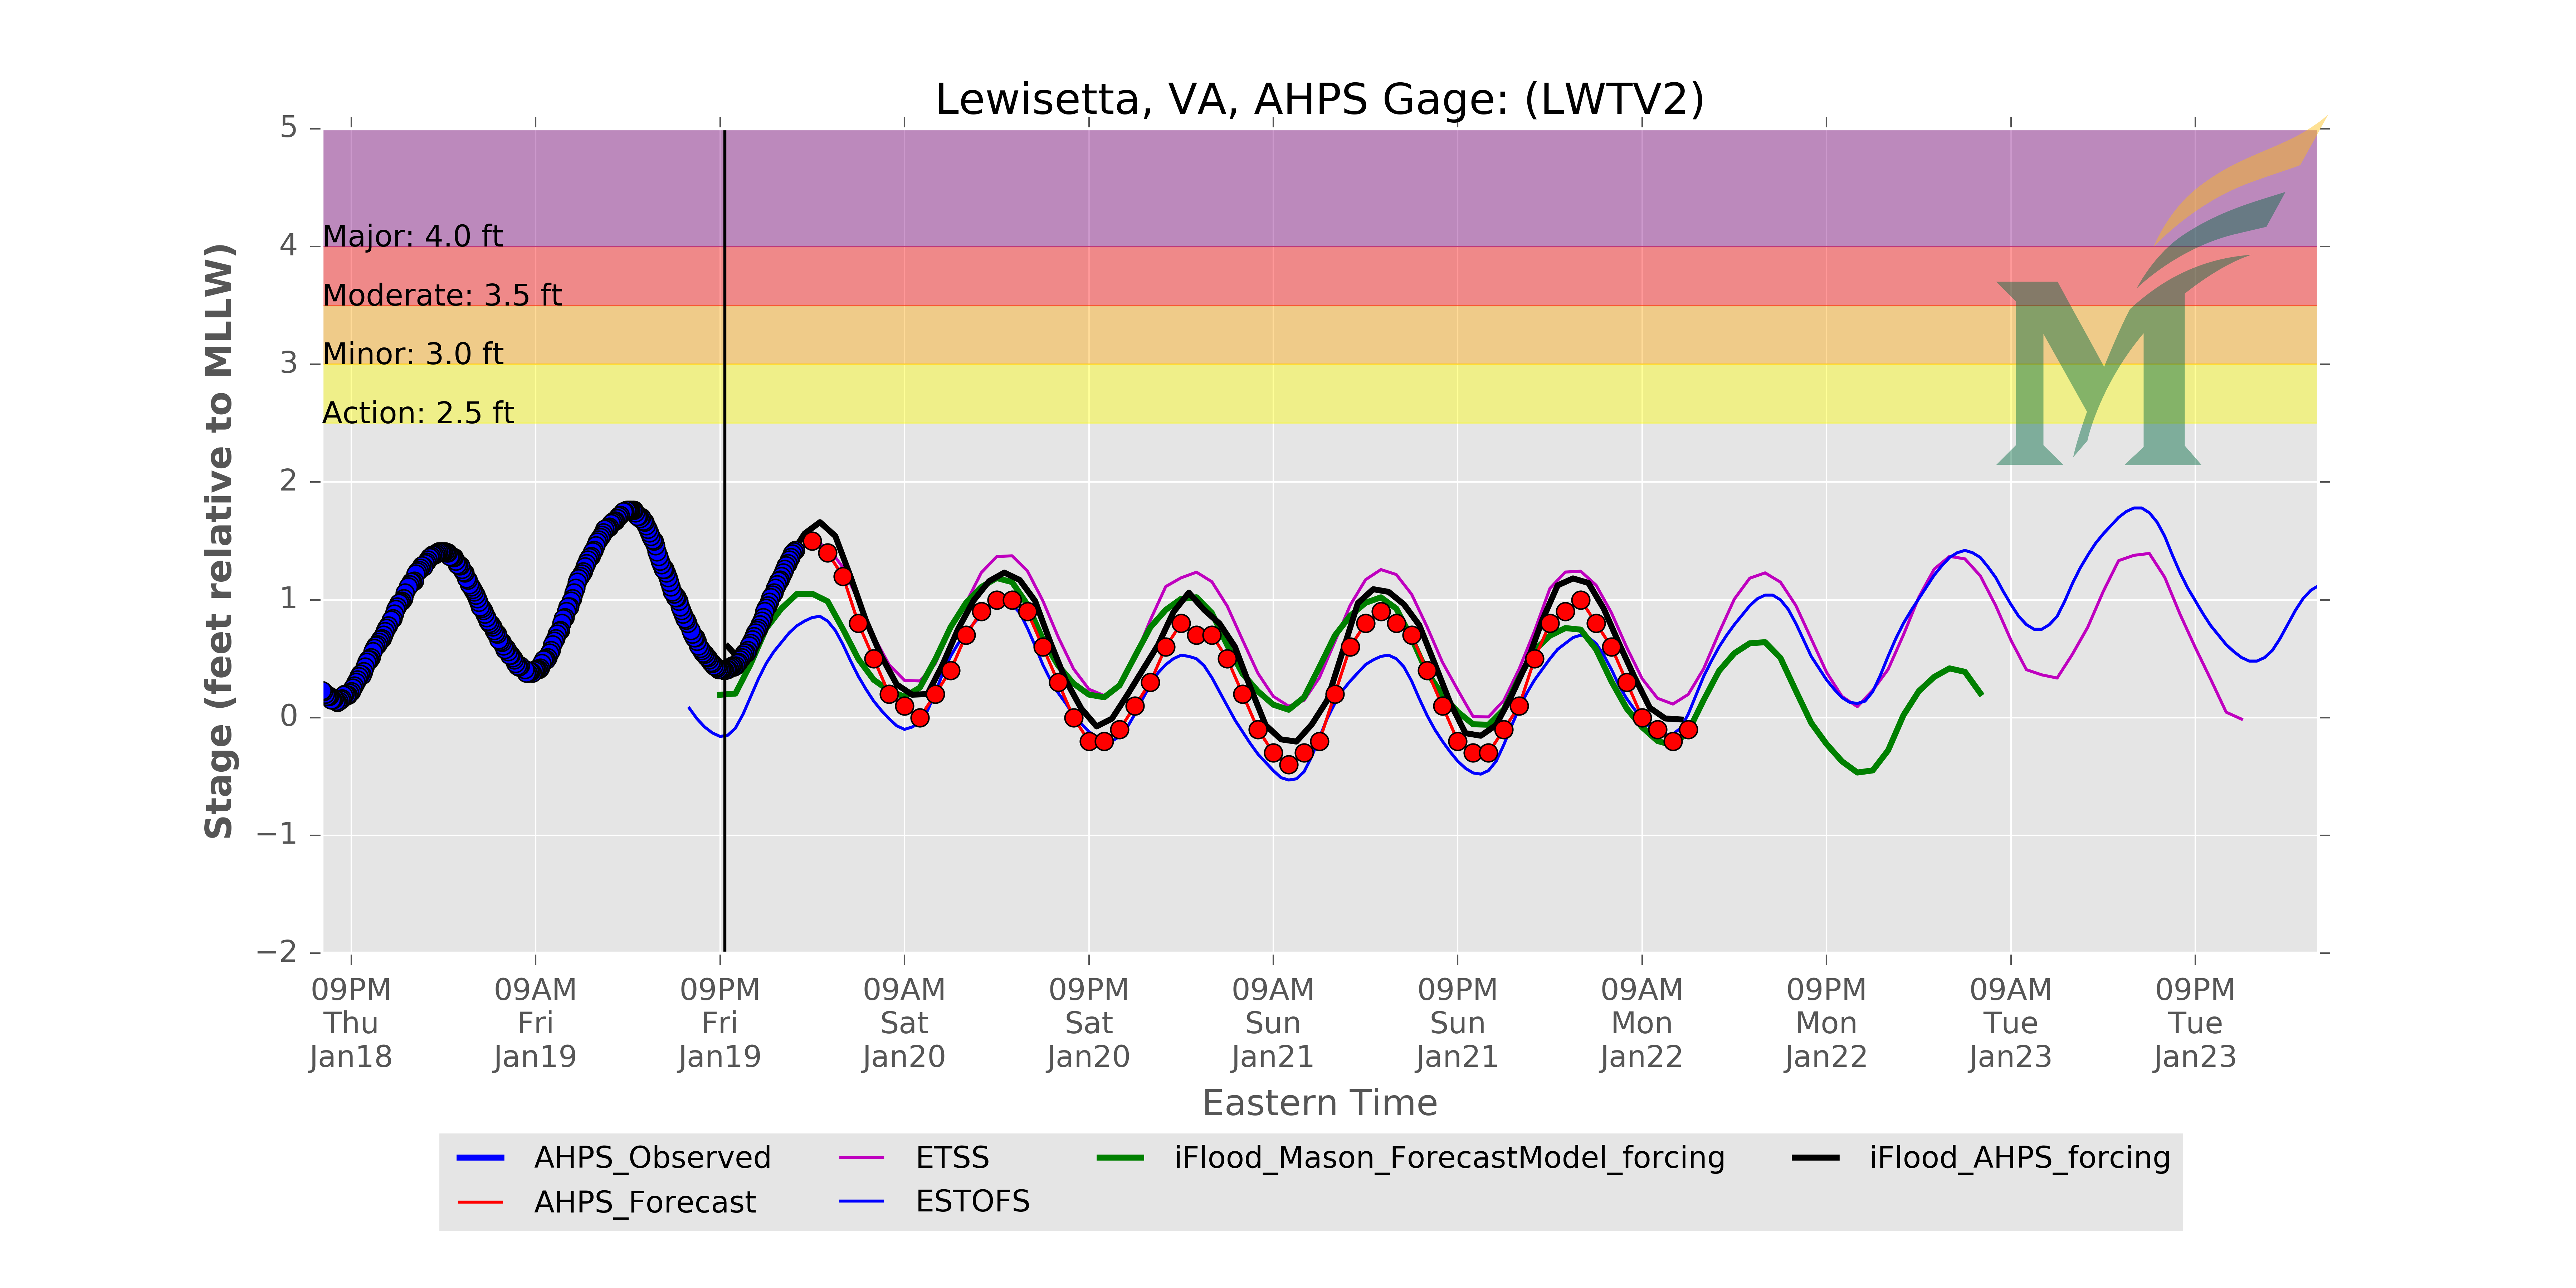 Lewisetta, VA, AHPS Gage: (LWTV2)
Stage (feet relative to MLLW)
5
4
3
2
1
0
−1
−2
Major: 4.0 ft
Moderate: 3.5 ft
Minor: 3.0 ft
Action: 2.5 ft
M
09PM 09AM 09PM 09AM 09PM 09AM 09PM 09AM 09PM 09AM 09PM
Thu Fri Fri Sat Sat Sun Sun Mon Mon Tue Tue
Jan18 Jan19 Jan19 Jan20 Jan20 Jan21 Jan21 Jan22 Jan22 Jan23 Jan23
Eastern Time
AHPS_Observed ETSS iFlood_Mason_ForecastModel_forcing iFlood_AHPS_forcing
AHPS_Forecast ESTOFS